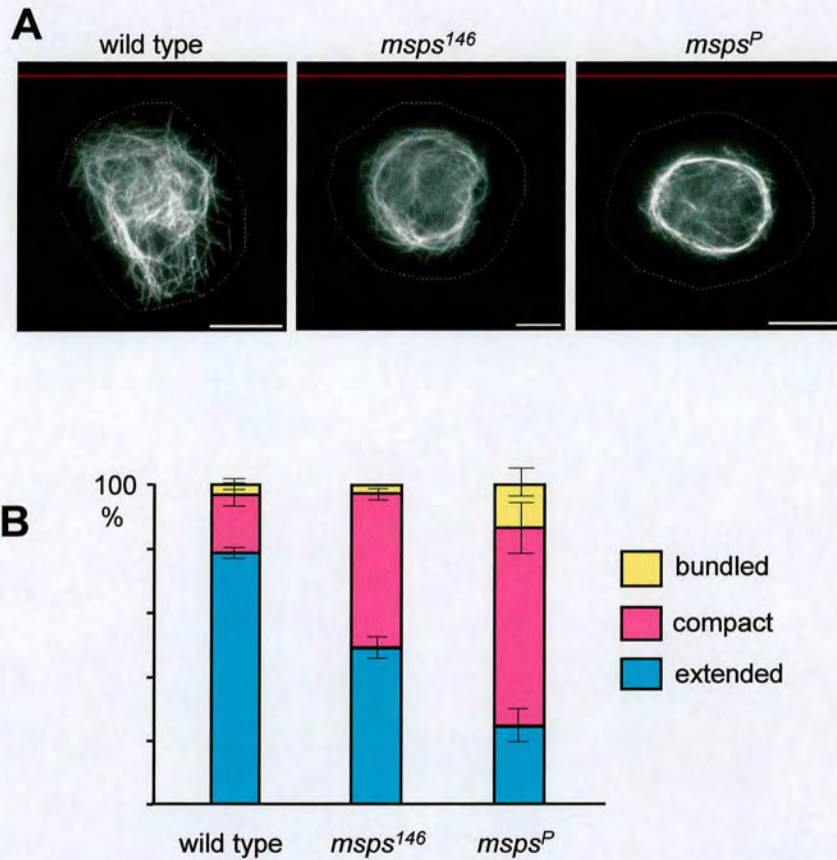 A
wild type msps146 mspsP
B
100
%
bundled
compact
extended
wild type msps146 mspsP